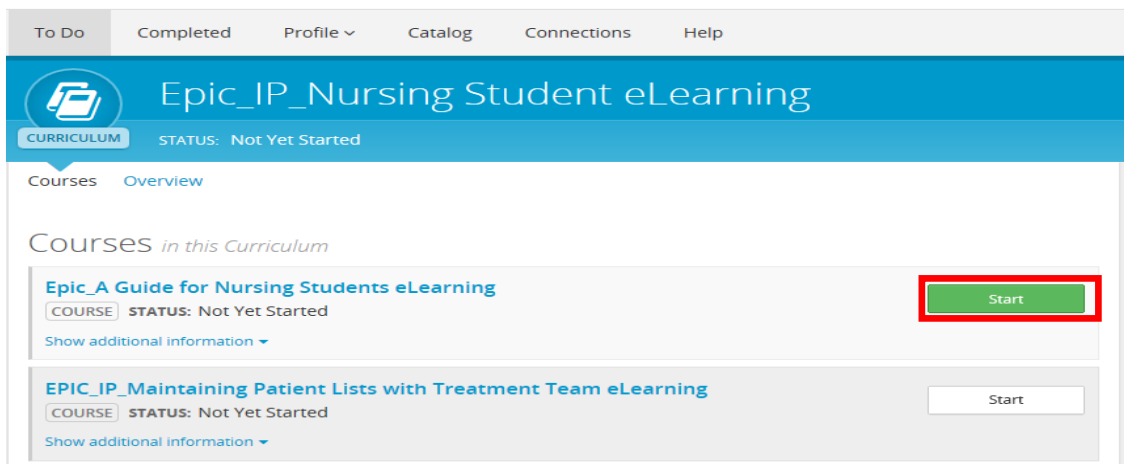 To Do Completed Profile Catalog Connections Help
Epic_IP_Nursing Student eLearning
CURRICULUM STATUS: Not Yet Started
Courses Overview
Courses in this Curriculum
Epic_A Guide for Nursing Students eLearning
COURSE STATUS: Not Yet Started
Start
Show additional information
EPIC_IP_Maintaining Patient Lists with Treatment Team eLearning
COURSE STATUS: Not Yet Started
Start
Show additional information